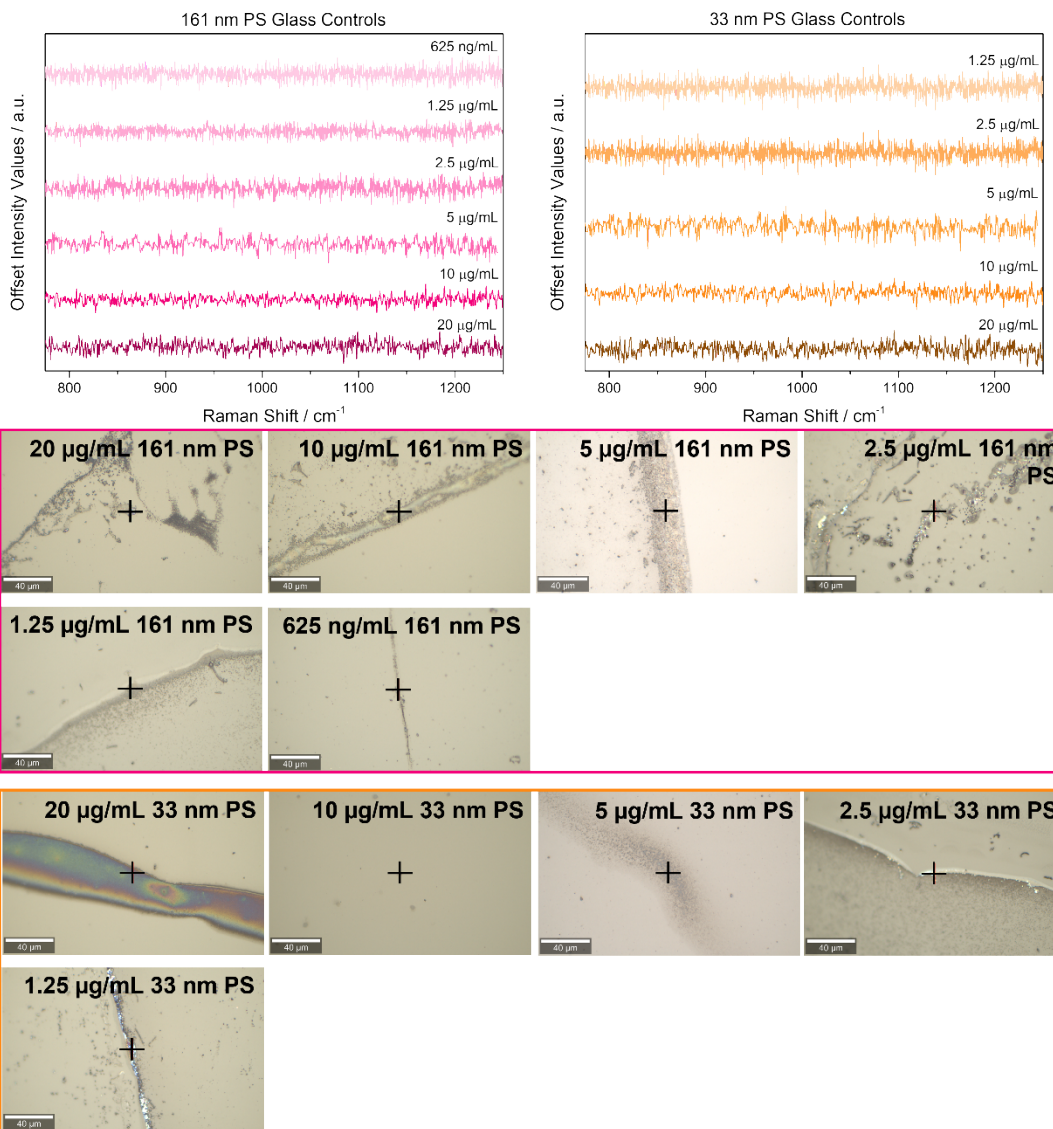 161 nm PS Glass Controls
625 ng/mL
1.25 μg/mL
2.5 μg/mL
5 μg/mL
10 μg/mL
20 μg/mL
Offset Intensity Values / a.u.
800 900 1000 1100 1200
Raman Shift / cm⁻¹
33 nm PS Glass Controls
1.25 μg/mL
2.5 μg/mL
5 μg/mL
10 μg/mL
20 μg/mL
Offset Intensity Values / a.u.
800 900 1000 1100 1200
Raman Shift / cm⁻¹
20 µg/mL 161 nm PS
40 µm
10 µg/mL 161 nm PS
40 µm
5 µg/mL 161 nm PS
40 µm
2.5 µg/mL 161 nm
PS
40 µm
1.25 µg/mL 161 nm PS
40 µm
625 ng/mL 161 nm PS
40 µm
20 µg/mL 33 nm PS
40 µm
10 µg/mL 33 nm PS
40 µm
5 µg/mL 33 nm PS
40 µm
2.5 µg/mL 33 nm PS
40 µm
1.25 µg/mL 33 nm PS
40 µm